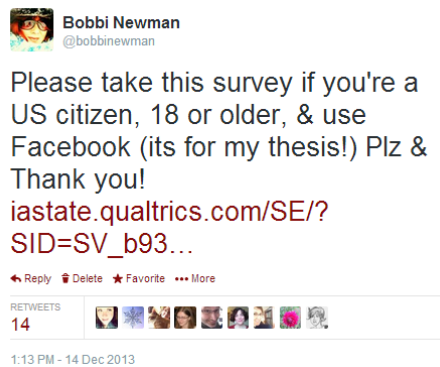 Bobbi Newman
@bobbinewman
Please take this survey if you're a
US citizen, 18 or older, & use
Facebook (its for my thesis!) Plz &
Thank you!
iastate.qualtrics.com/SE/?
SID=SV_b93...
Reply Delete Favorite More
RETWEETS
14
1:13 PM - 14 Dec 2013